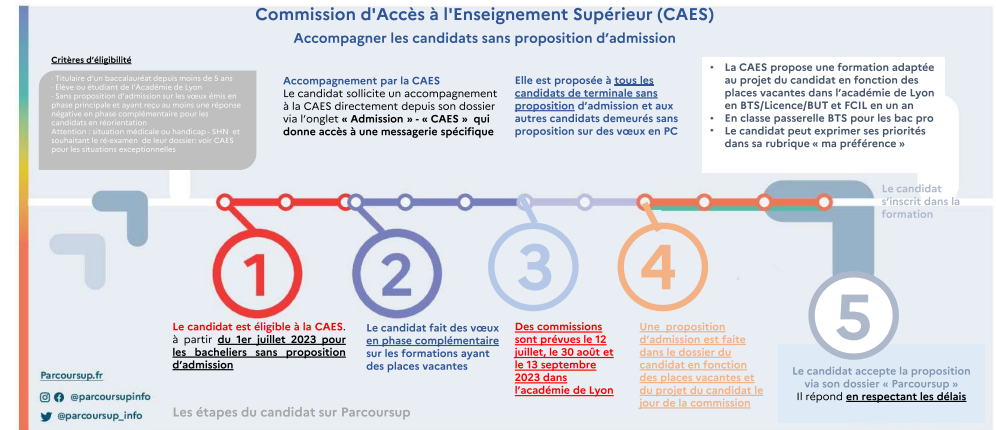 Commission d'Accès à l'Enseignement Supérieur (CAES)
Accompagner les candidats sans proposition d'admission
Critères d'éligibilité
- Titulaire d'un baccalauréat depuis moins de 5 ans
- Elève ou étudiant de l'Académie de Lyon
- Sans proposition d'admission sur les vœux émis en
phase principale et ayant reçu au moins une réponse
négative en phase complémentaire pour les
candidats en réorientation
Attention : situation médicale ou handicap - SHN et
souhaitant le ré-examen de leur dossier: voir CAES
pour les situations exceptionnelles
Accompagnement par la CAES
Le candidat sollicite un accompagnement
à la CAES directement depuis son dossier
via l'onglet « Admission » - « CAES » qui
donne accès à une messagerie spécifique
Elle est proposée à tous les
candidats de terminale sans
proposition d'admission et aux
autres candidats demeurés sans
proposition sur des vœux en PC
• La CAES propose une formation adaptée
au projet du candidat en fonction des
places vacantes dans l'académie de Lyon
en BTS/Licence/BUT et FCIL en un an
• En classe passerelle BTS pour les bac pro
• Le candidat peut exprimer ses priorités
dans sa rubrique « ma préférence »
Le candidat
s'inscrit dans la
formation
1
2
3
4
5
Le candidat est éligible à la CAES.
à partir du 1er juillet 2023 pour
les bacheliers sans proposition
d'admission
Le candidat fait des vœux
en phase complémentaire
sur les formations ayant
des places vacantes
Des commissions
sont prévues le 12
juillet, le 30 août et
le 13 septembre
2023 dans
l'académie de Lyon
Une proposition
d'admission est faite
dans le dossier du
candidat en fonction
des places vacantes et
du projet du candidat le
jour de la commission
Le candidat accepte la proposition
via son dossier « Parcoursup »
Il répond en respectant les délais
Parcoursup.fr
@parcoursupinfo
@parcoursup_info
Les étapes du candidat sur Parcoursup